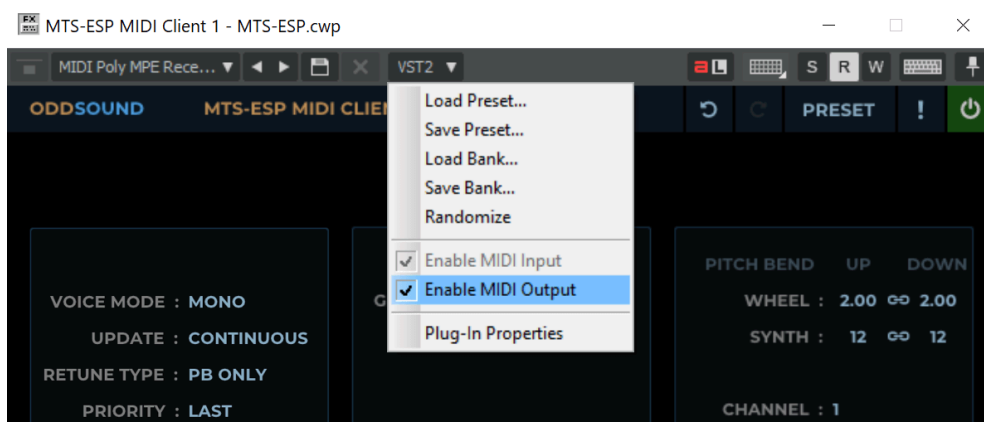 MTS-ESP MIDI Client 1 - MTS-ESP.cwp
MIDI Poly MPE Rece... VST2 S R W
ODDSOUND MTS-ESP MIDI PRESET !
Load Preset...
Save Preset...
Load Bank...
Save Bank...
Randomize
Enable MIDI Input
Enable MIDI Output
Plug-In Properties
VOICE MODE : MONO
UPDATE : CONTINUOUS
RETUNE TYPE : PB ONLY
PRIORITY : LAST
PITCH BEND UP DOWN
WHEEL : 2.00 2.00
SYNTH : 12 12
CHANNEL : 1